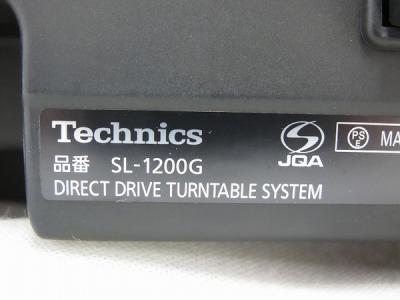 Technics
品番 SL-1200G
DIRECT DRIVE TURNTABLE SYSTEM
JQA
PS
E
MA